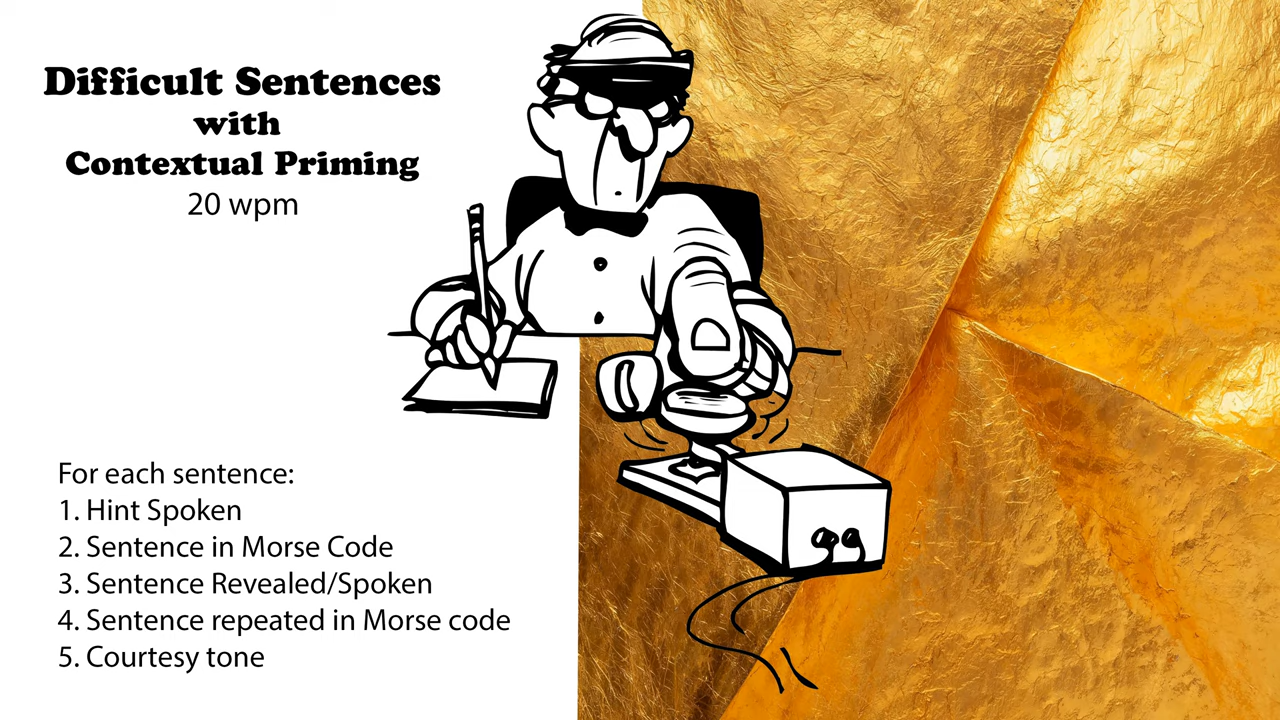 Difficult Sentences
with
Contextual Priming
20 wpm
For each sentence:
1. Hint Spoken
2. Sentence in Morse Code
3. Sentence Revealed/Spoken
4. Sentence repeated in Morse code
5. Courtesy tone